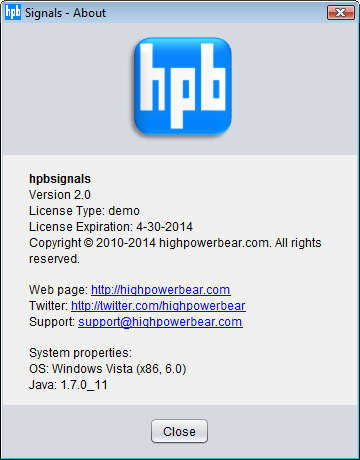 hpb Signals - About
hpb
hpbsignals
Version 2.0
License Type: demo
License Expiration: 4-30-2014
Copyright © 2010-2014 highpowerbear.com. All rights
reserved.
Web page: http://highpowerbear.com
Twitter: http://twitter.com/highpowerbear
Support: support@highpowerbear.com
System properties:
OS: Windows Vista (x86, 6.0)
Java: 1.7.0_11
Close